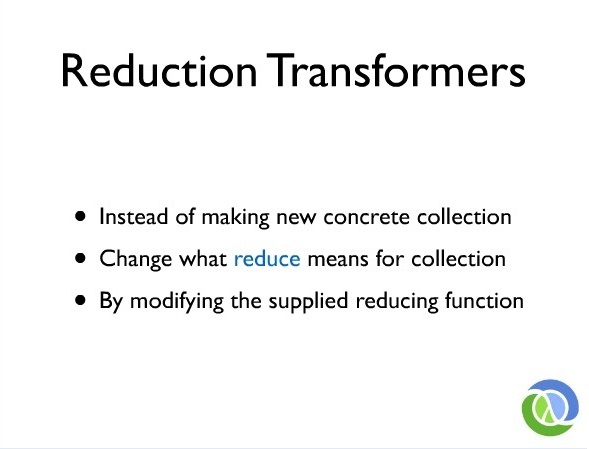 Reduction Transformers
• Instead of making new concrete collection
• Change what reduce means for collection
• By modifying the supplied reducing function